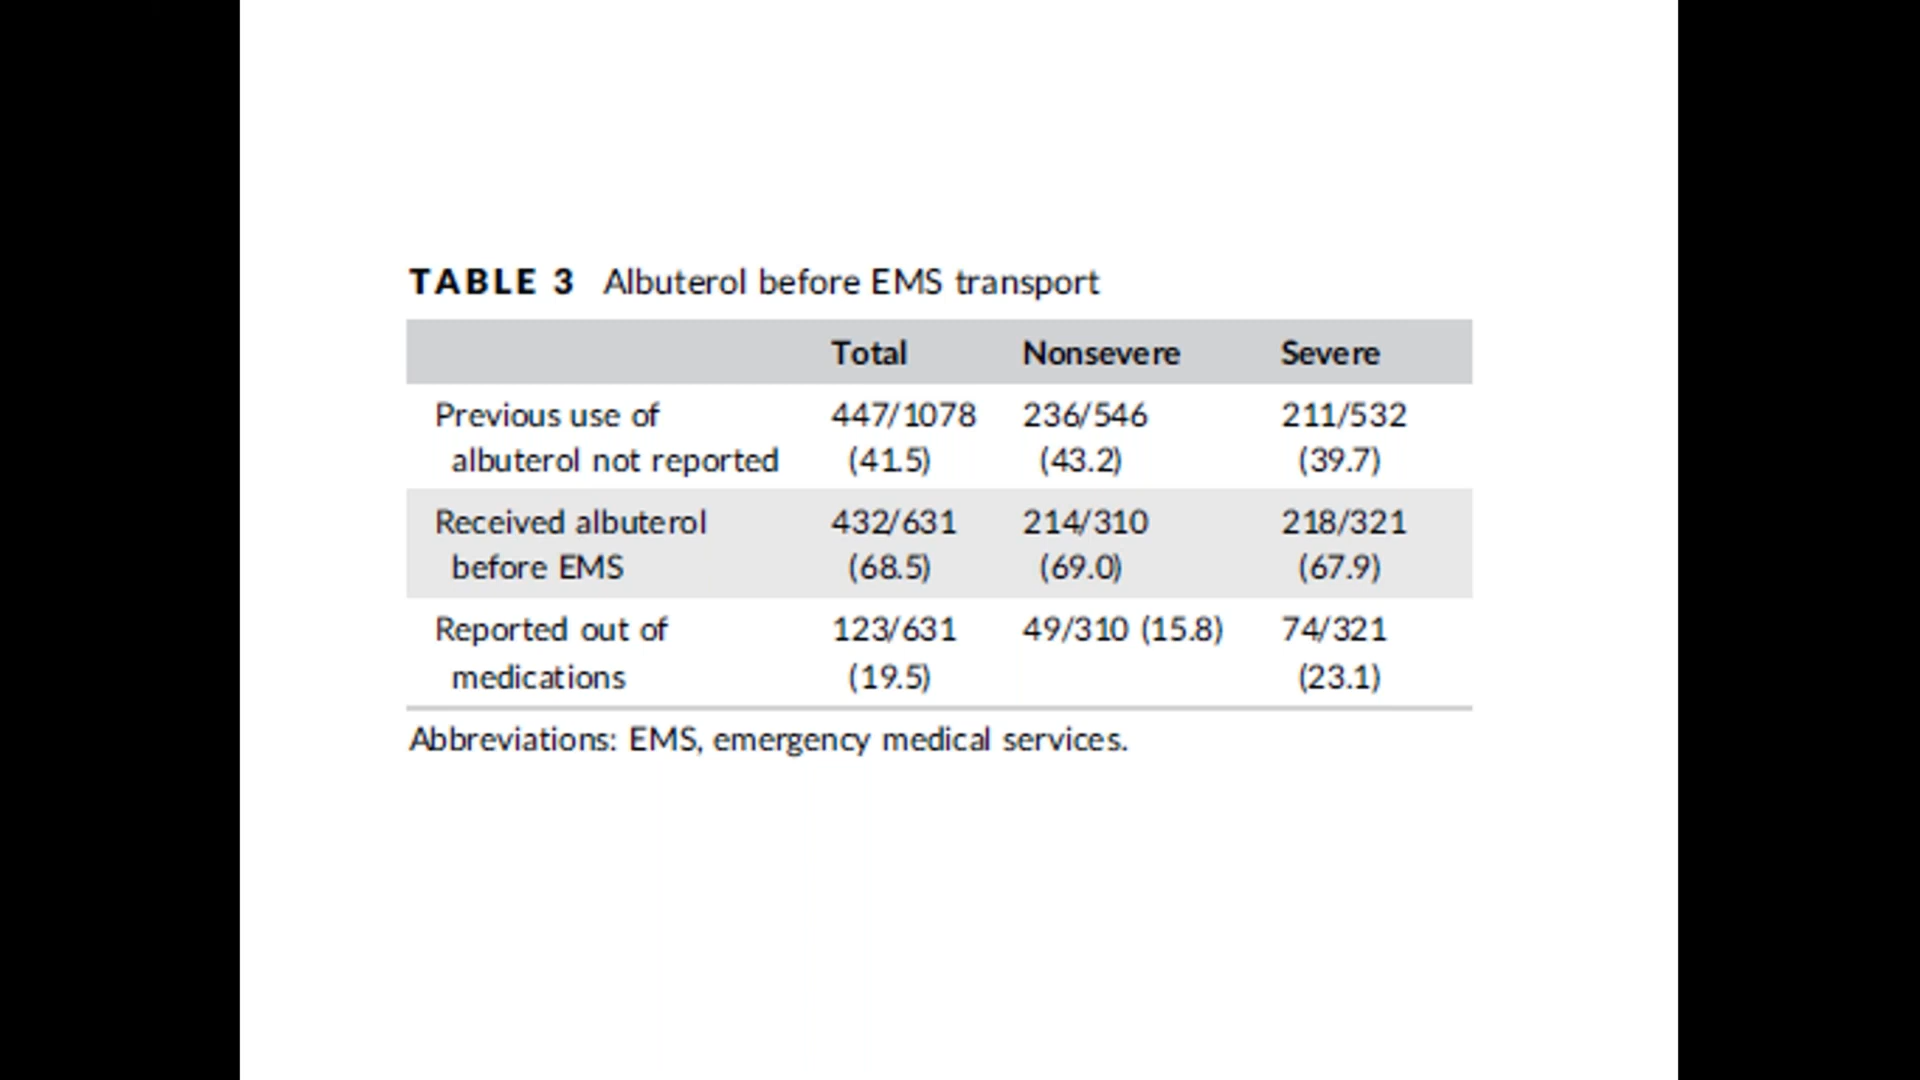 TABLE 3 Albuterol before EMS transport
Total Nonsevere Severe
Previous use of 447/1078 236/546 211/532
albuterol not reported (41.5) (43.2) (39.7)
Received albuterol 432/631 214/310 218/321
before EMS (68.5) (69.0) (67.9)
Reported out of 123/631 49/310 (15.8) 74/321
medications (19.5) (23.1)
Abbreviations: EMS, emergency medical services.